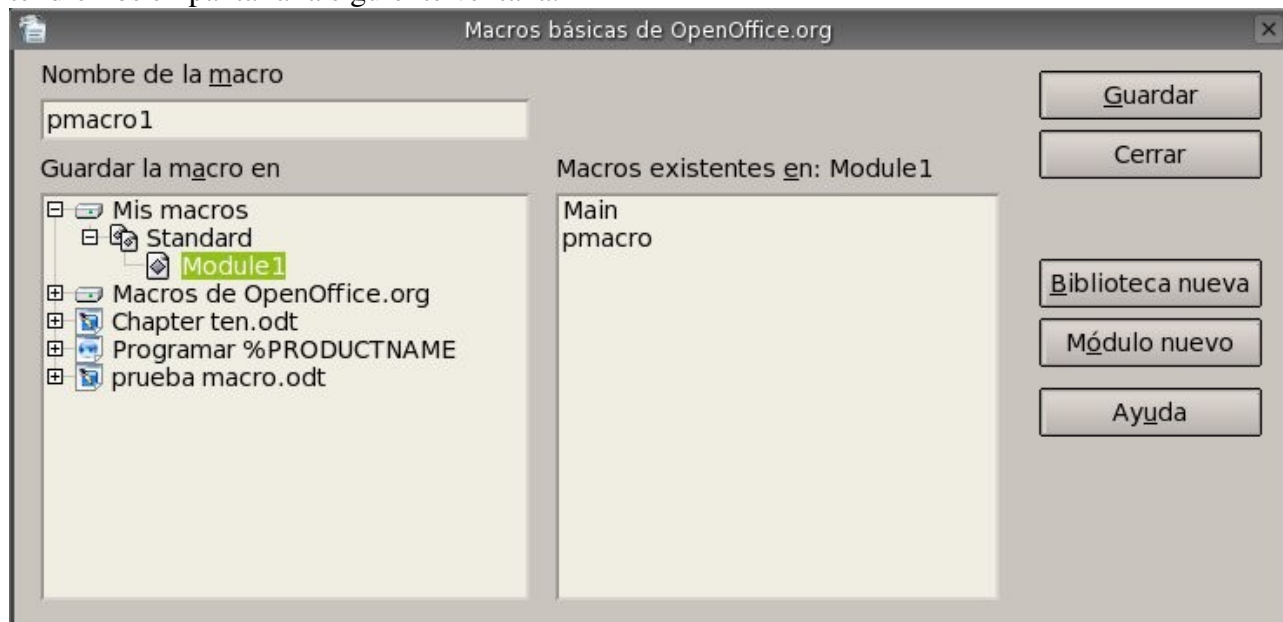 Macros básicas de OpenOffice.org
Nombre de la macro
pmacro1
Guardar la macro en
Mis macros
Standard
Module1
Macros de OpenOffice.org
Chapter ten.odt
Programar %PRODUCTNAME
prueba macro.odt
Macros existentes en: Module1
Main
pmacro
Guardar
Cerrar
Biblioteca nueva
Módulo nuevo
Ayuda